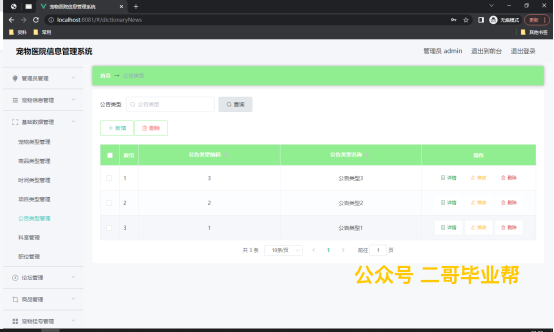 宠物医院信息管理系统
localhost:8081/#/dictionaryNews
无痕模式
更新
资料 常用
其他书签
宠物医院信息管理系统
管理员 admin 退出到前台 退出登录
管理员管理
宠物信息管理
基础数据管理
宠物类型管理
商品类型管理
时间类型管理
项目类型管理
公告类型管理
科室管理
职位管理
论坛管理
商品管理
宠物挂号管理
首页 公告类型管理
公告类型 公告类型 查询
新增 删除
索引 公告类型编码 公告类型名称 操作
1 3 公告类型3 详情 修改 删除
2 2 公告类型2 详情 修改 删除
3 1 公告类型1 详情 修改 删除
共 3 条 10条/页 1 前往 1 页
公众号 二哥毕业帮